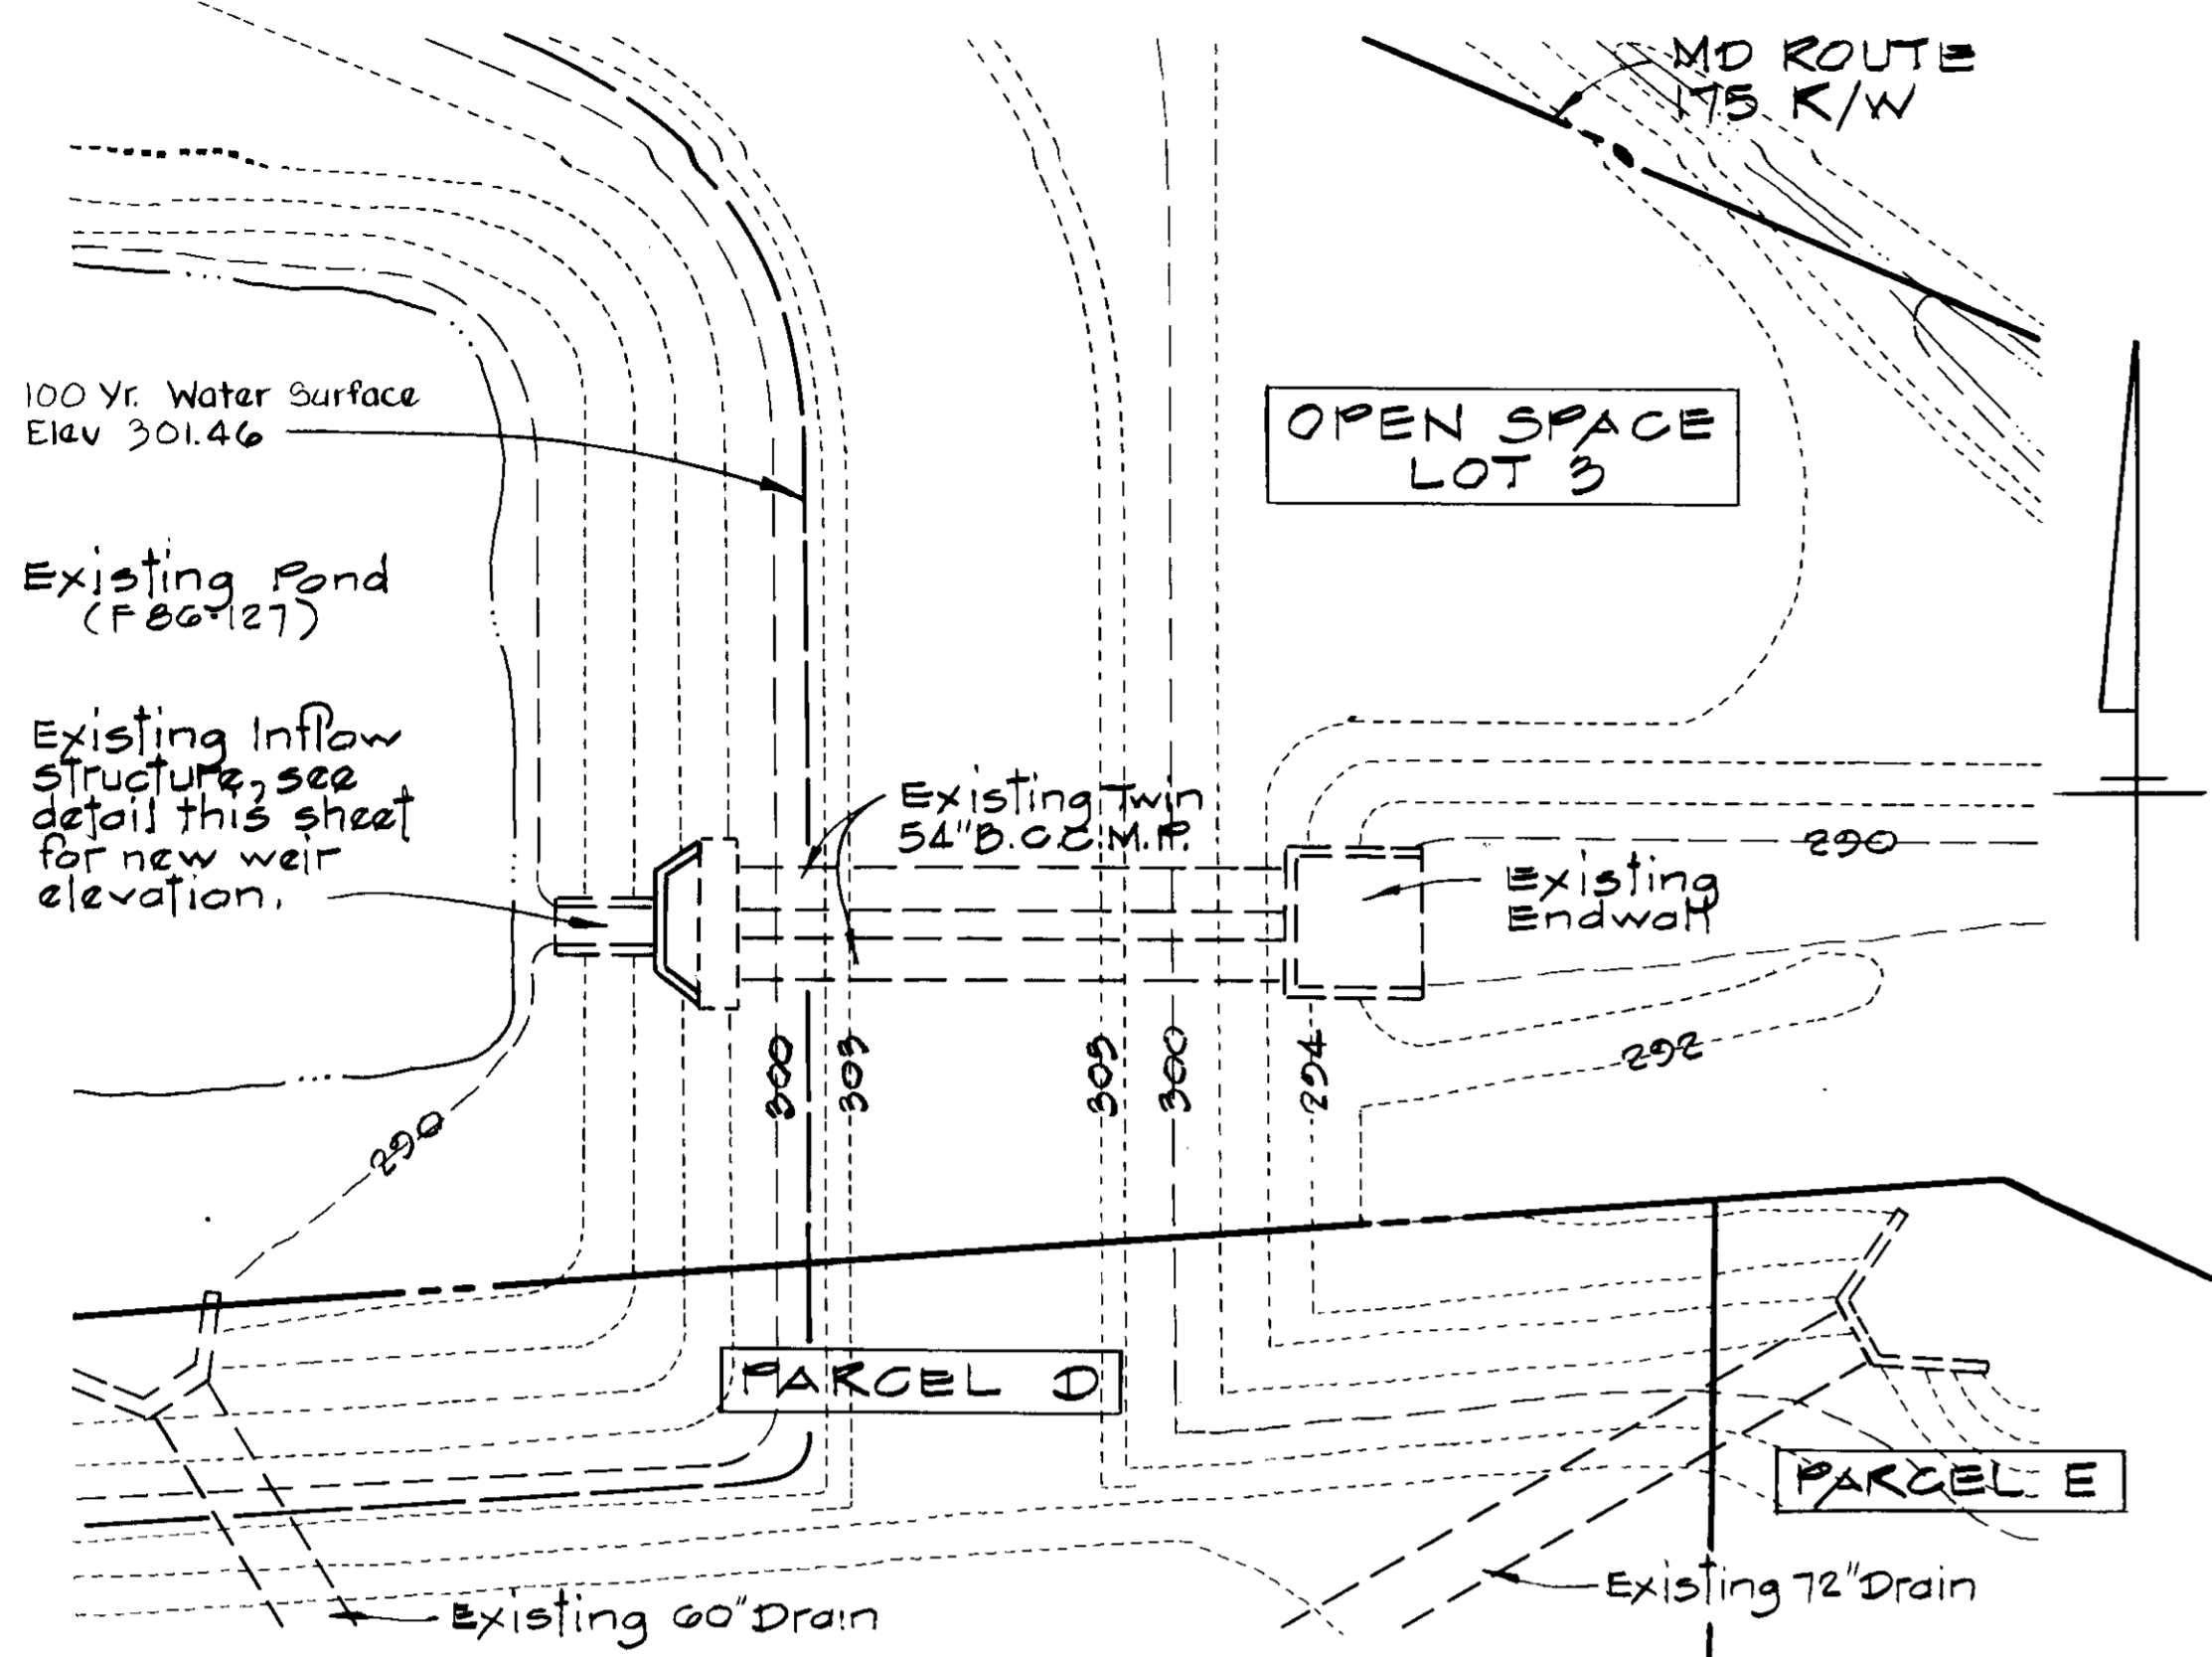 MD ROUTE
175 R/W
100 Yr. Water Surface
Elev 301.46
OPEN SPACE
LOT 3
Existing Pond
(F86-127)
Existing Inflow
structure, see
detail this sheet
for new weir
elevation.
Existing Twin
54" B.C.C.M.P.
290
Existing
Endwall
300
303
303
300
294
292
290
PARCEL D
PARCEL E
Existing 72" Drain
Existing 60" Drain